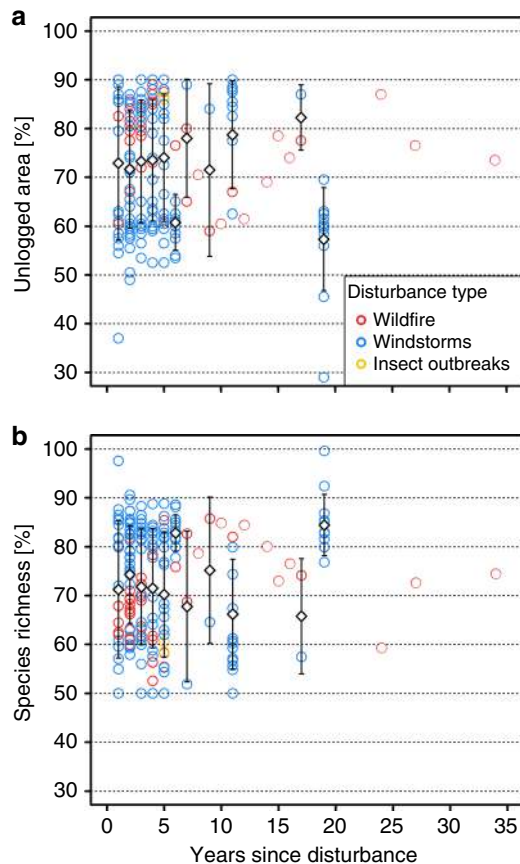 a
100
90
80
70
60
50
40
30
Unlogged area [%]
Disturbance type
Wildfire
Windstorms
Insect outbreaks
b
100
90
80
70
60
50
40
30
Species richness [%]
0 5 10 15 20 25 30 35
Years since disturbance